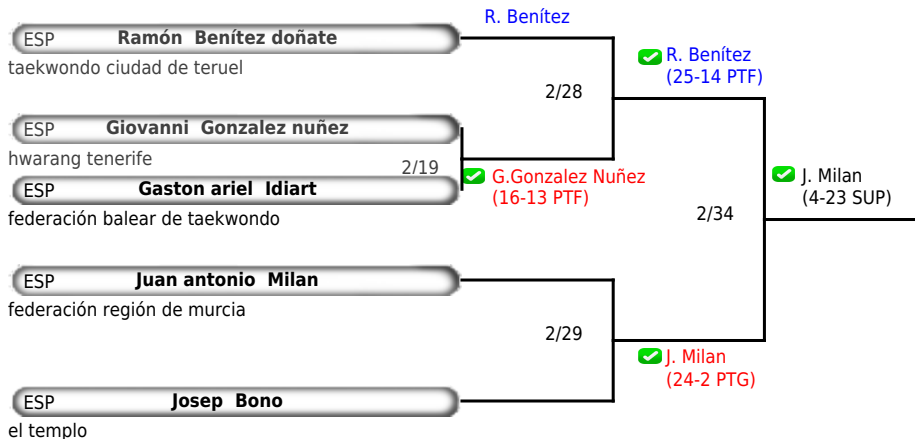 R. Benítez
ESP Ramón Benítez doñate
taekwondo ciudad de teruel
R. Benítez
(25-14 PTF)
2/28
ESP Giovanni Gonzalez nuñez
hwarang tenerife
2/19
G.Gonzalez Nuñez
(16-13 PTF)
ESP Gaston ariel Idiart
federación balear de taekwondo
J. Milan
(4-23 SUP)
2/34
ESP Juan antonio Milan
federación región de murcia
2/29
J. Milan
(24-2 PTG)
ESP Josep Bono
el templo